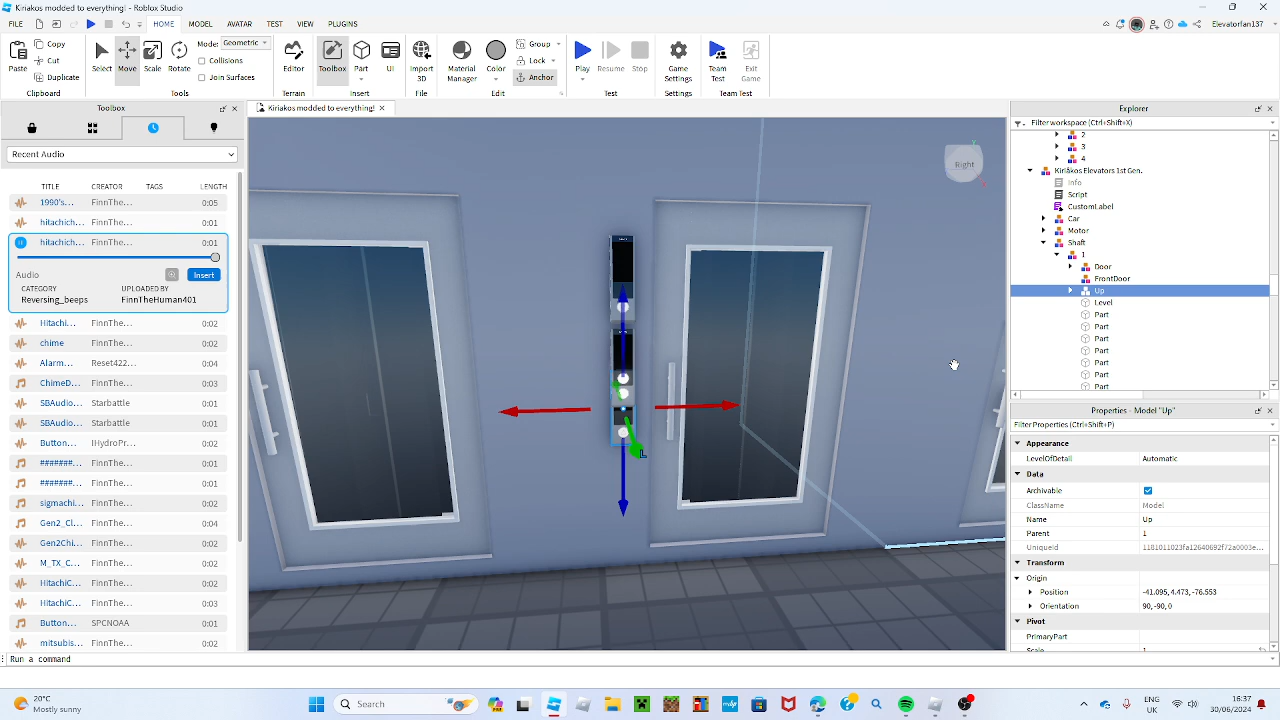 Kiriakos modded to everything! - Roblox Studio
FILE HOME MODEL AVATAR TEST VIEW PLUGINS Elevatorfan137
Paste Copy Cut Duplicate Clipboard
Select Move Scale Rotate Mode: Geometric Collisions Join Surfaces Tools
Editor Terrain
Toolbox Part UI Insert
Import 3D File
Material Manager Color Group Lock Anchor Edit
Play Resume Stop Test
Game Settings Settings
Team Test Exit Game Team Test
Toolbox
Recent Audio
TITLE CREATOR TAGS LENGTH
1990's... FinnThe... 0:05
hitachich... FinnThe... 0:01
hitachich... FinnThe... 0:01
Audio Insert
CATEGORY UPLOADED BY
Reversing_beeps FinnTheHuman401
Hitachi... FinnThe... 0:02
chime FinnThe... 0:02
Alarm... Reset422... 0:04
ChimeD... FinnThe... 0:03
SBAudio... Starbattle 0:03
SBAudio... Starbattle 0:03
Button... IHydroPr... 0:03
#######... FinnThe... 0:01
#######... FinnThe... 0:03
sigmachi... FinnThe... 0:02
Gen2_Cl... FinnThe... 0:04
Gen2Chi... FinnThe... 0:02
M_TX_C... FinnThe... 0:02
HitachiC... FinnThe... 0:02
HitachiC... FinnThe... 0:03
Button... SPCNOAA 0:01
mitsubis... FinnThe... 0:02
Kiriakos modded to everything!
Right
L
Explorer
Filter workspace (Ctrl+Shift+X)
2
3
4
Kiriakos Elevators 1st Gen.
Info
Script
CustomLabel
Car
Motor
Shaft
1
Door
FrontDoor
Up
Level
Part
Part
Part
Part
Part
Part
Part
Properties - Model "Up"
Filter Properties (Ctrl+Shift+P)
Appearance
LevelOfDetail Automatic
Data
Archivable
ClassName Model
Name Up
Parent 1
UniqueId 1181011023fa12640692f72a0003e...
Transform
Origin
Position -41.095, 4.473, -76.553
Orientation 90, -90, 0
Pivot
PrimaryPart
Scale 1
Run a command
20°C
Mostly sunny
Search
ENG
UK
16:37
30/06/2024